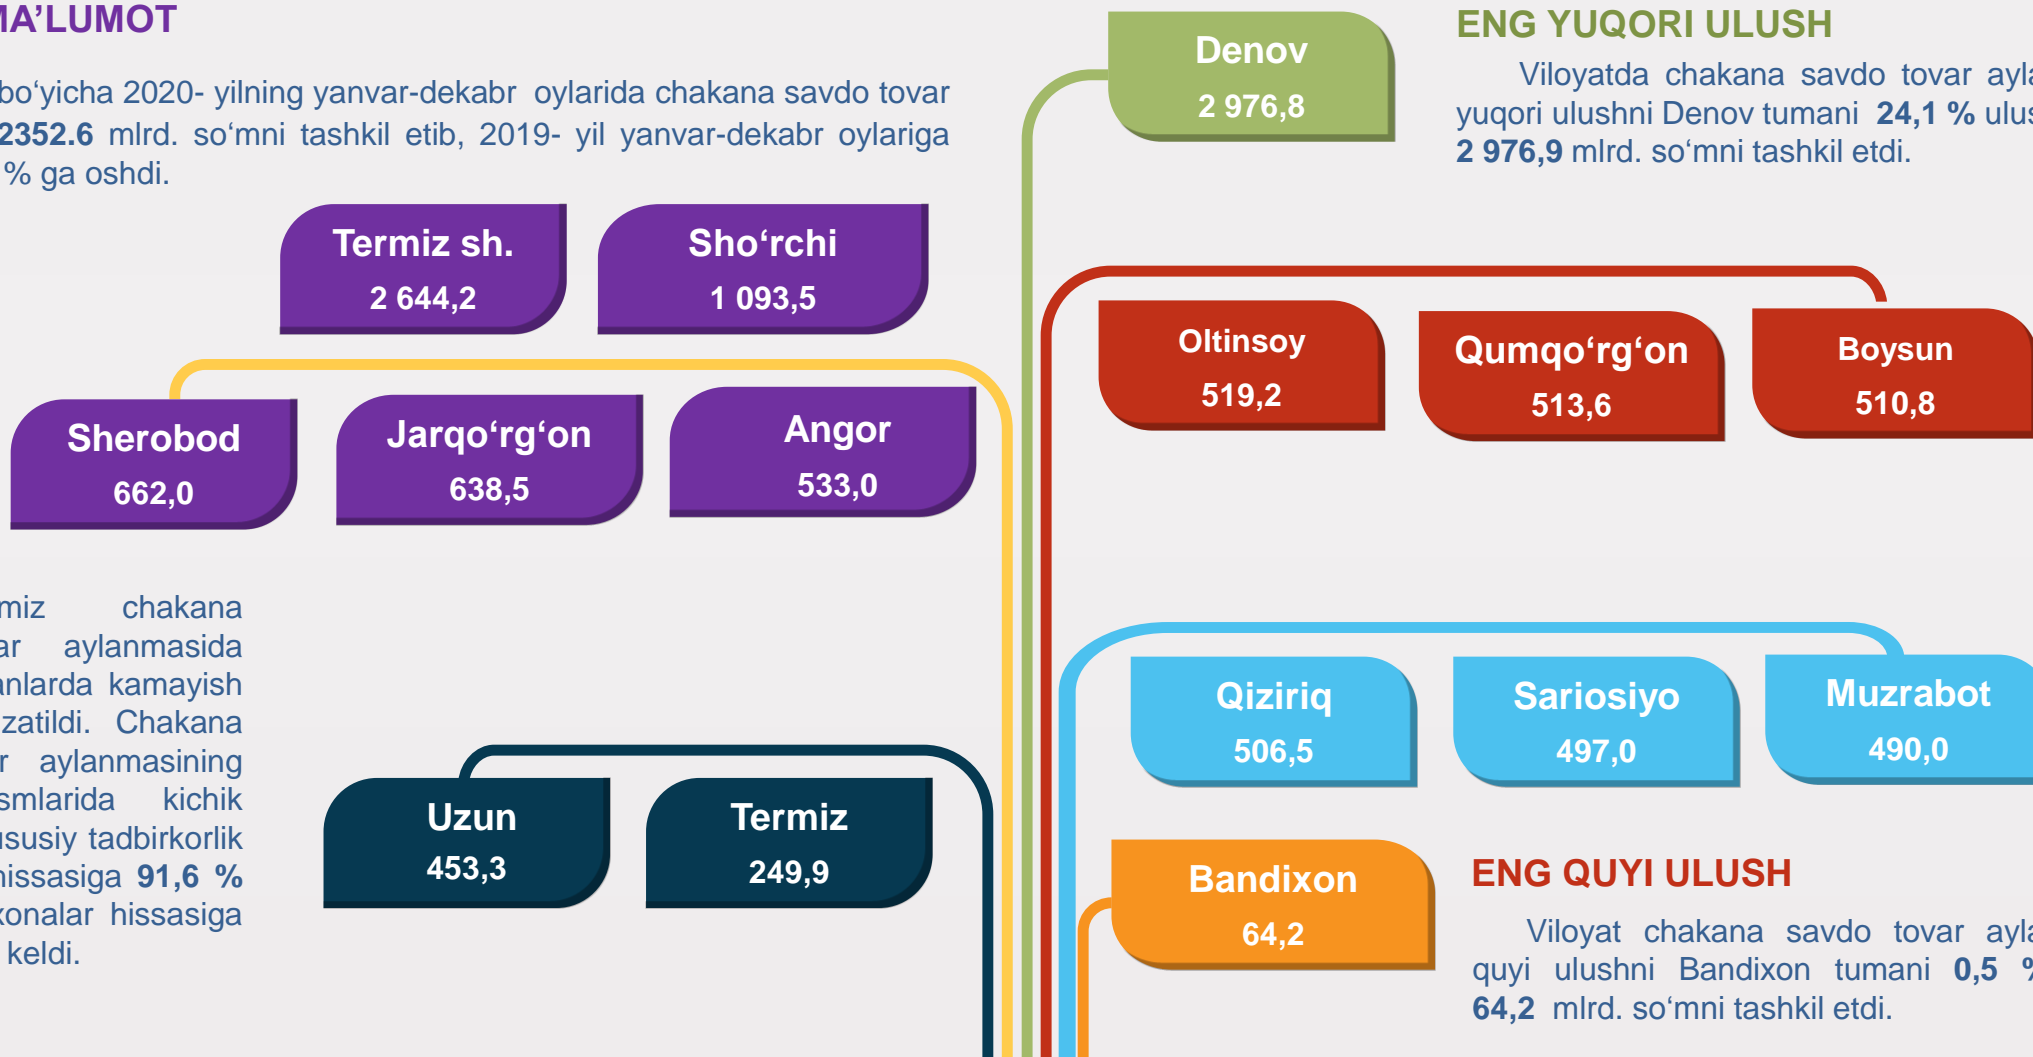 MA’LUMOT
bo‘yicha 2020- yilning yanvar-dekabr oylarida chakana savdo tovar
2352.6 mlrd. so‘mni tashkil etib, 2019- yil yanvar-dekabr oylariga
% ga oshdi.
Denov
2 976,8
ENG YUQORI ULUSH
Viloyatda chakana savdo tovar
yuqori ulushni Denov tumani 24,1 %
2 976,9 mlrd. so‘mni tashkil etdi.
Termiz sh.
2 644,2
Sho‘rchi
1 093,5
Sherobod
662,0
Jarqo‘rg‘on
638,5
Angor
533,0
Oltinsoy
519,2
Qumqo‘rg‘on
513,6
Boysun
510,8
chakana
aylanmasida
kamayish
Chakana
aylanmasining
kichik
tadbirkorlik
hissasiga 91,6 %
hissasiga
keldi.
Uzun
453,3
Termiz
249,9
Qiziriq
506,5
Sariosiyo
497,0
Muzrabot
490,0
Bandixon
64,2
ENG QUYI ULUSH
Viloyat chakana savdo tovar
quyi ulushni Bandixon tumani 0,5 %
64,2 mlrd. so‘mni tashkil etdi.